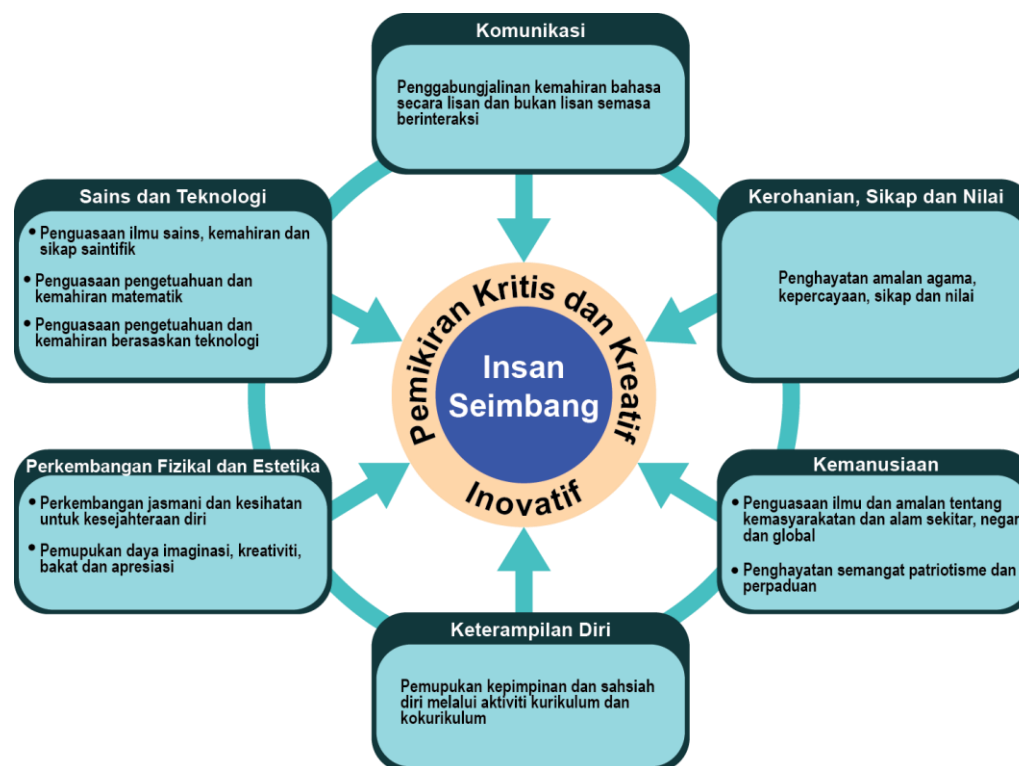 Komunikasi
Penggabungjalinan kemahiran bahasa
secara lisan dan bukan lisan semasa
berinteraksi
Sains dan Teknologi
• Penguasaan ilmu sains, kemahiran dan
sikap saintifik
• Penguasaan pengetuahuan dan
kemahiran matematik
• Penguasaan pengetuahuan dan
kemahiran berasaskan teknologi
Kerohanian, Sikap dan Nilai
Penghayatan amalan agama,
kepercayaan, sikap dan nilai
Pemikiran Kritis dan Kreatif
Insan
Seimbang
Inovatif
Perkembangan Fizikal dan Estetika
• Perkembangan jasmani dan kesihatan
untuk kesejahteraan diri
• Pemupukan daya imaginasi, kreativiti,
bakat dan apresiasi
Kemanusiaan
• Penguasaan ilmu dan amalan tentang
kemasyarakatan dan alam sekitar, negar
dan global
• Penghayatan semangat patriotisme dan
perpaduan
Keterampilan Diri
Pemupukan kepimpinan dan sahsiah
diri melalui aktiviti kurikulum dan
kokurikulum